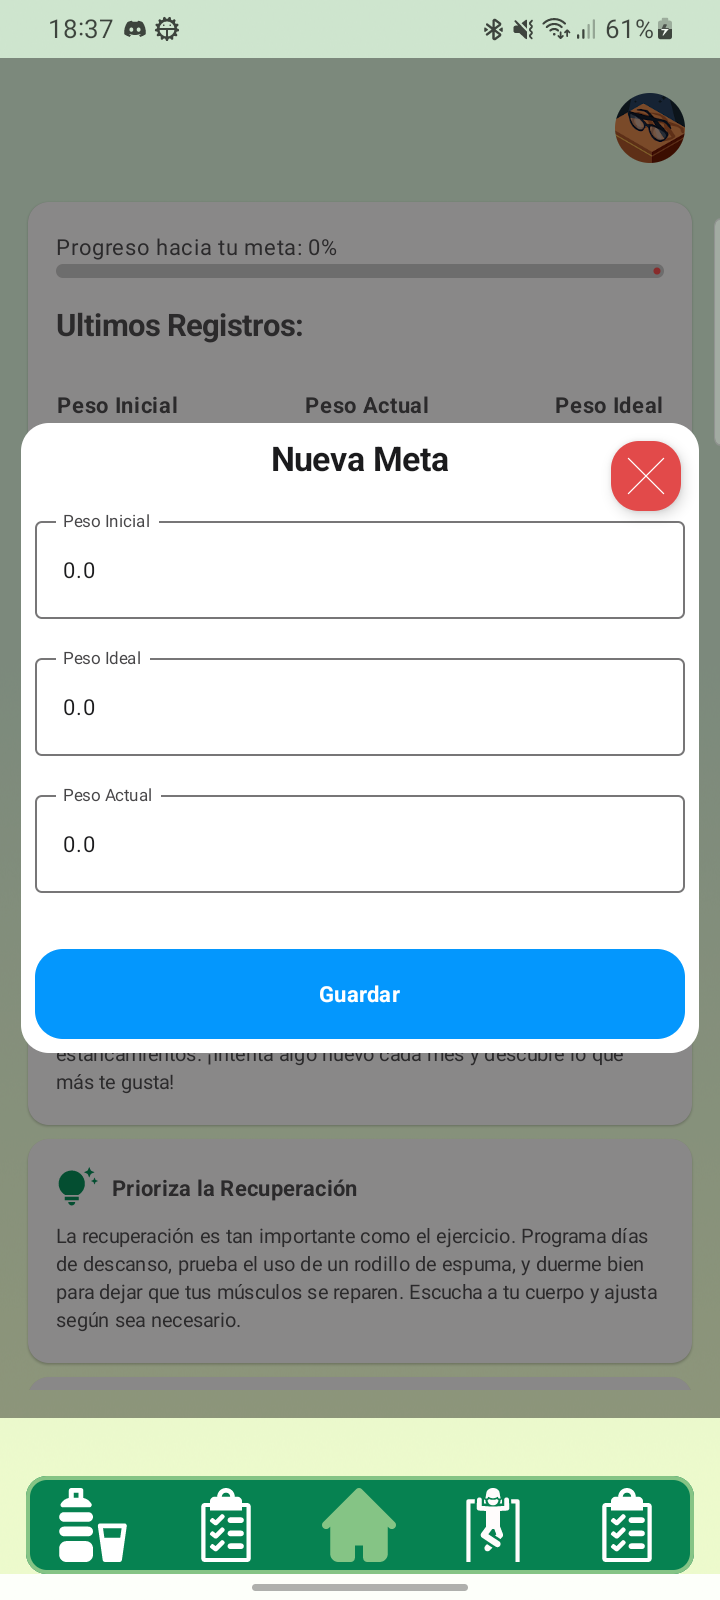 18:37
61%
Progreso hacia tu meta: 0%
Ultimos Registros:
Peso Inicial Peso Actual Peso Ideal
Nueva Meta
Peso Inicial
0.0
Peso Ideal
0.0
Peso Actual
0.0
Guardar
estancamientos. ¡Intenta algo nuevo cada mes y descubre lo que
más te gusta!
Prioriza la Recuperación
La recuperación es tan importante como el ejercicio. Programa días
de descanso, prueba el uso de un rodillo de espuma, y duerme bien
para dejar que tus músculos se reparen. Escucha a tu cuerpo y ajusta
según sea necesario.